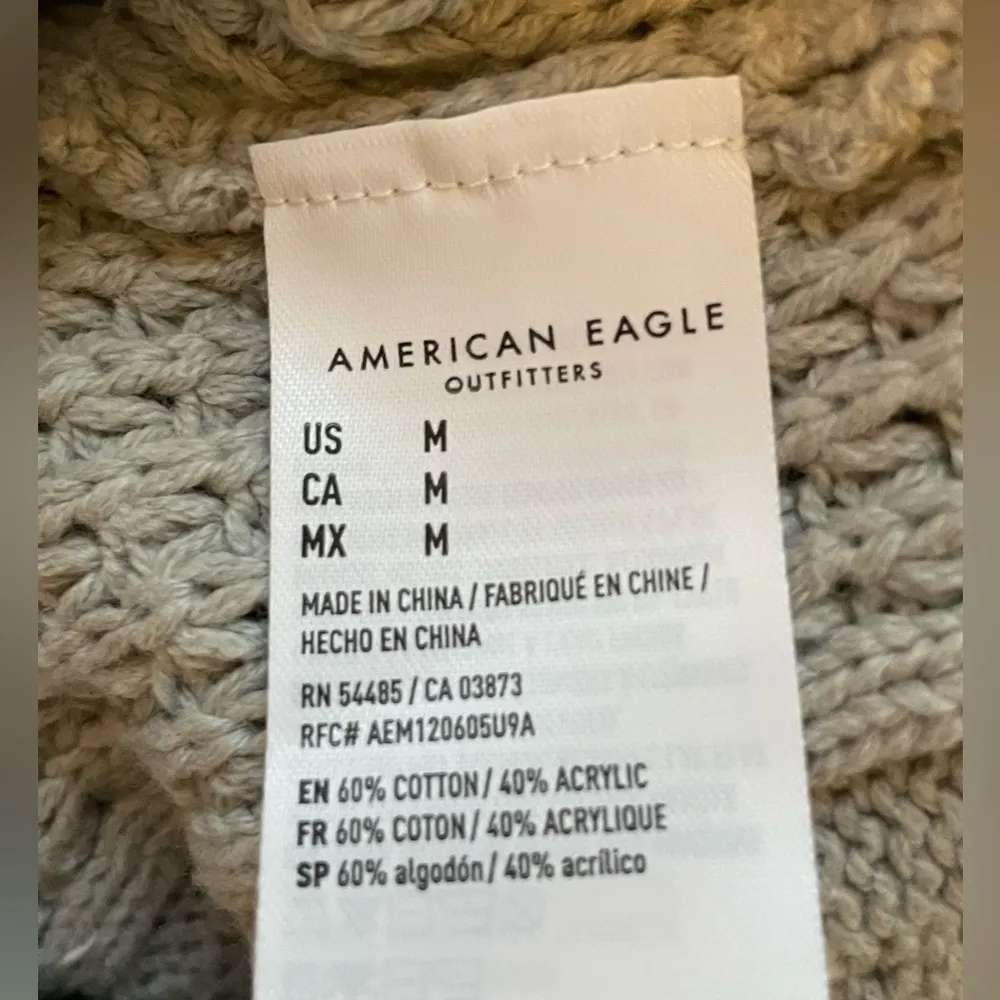 AMERICAN EAGLE
OUTFITTERS
US M
CA M
MX M
MADE IN CHINA / FABRIQUÉ EN CHINE /
HECHO EN CHINA
RN 54485 / CA 03873
RFC# AEM120605U9A
EN 60% COTTON / 40% ACRYLIC
FR 60% COTON / 40% ACRYLIQUE
SP 60% algodón / 40% acrílico